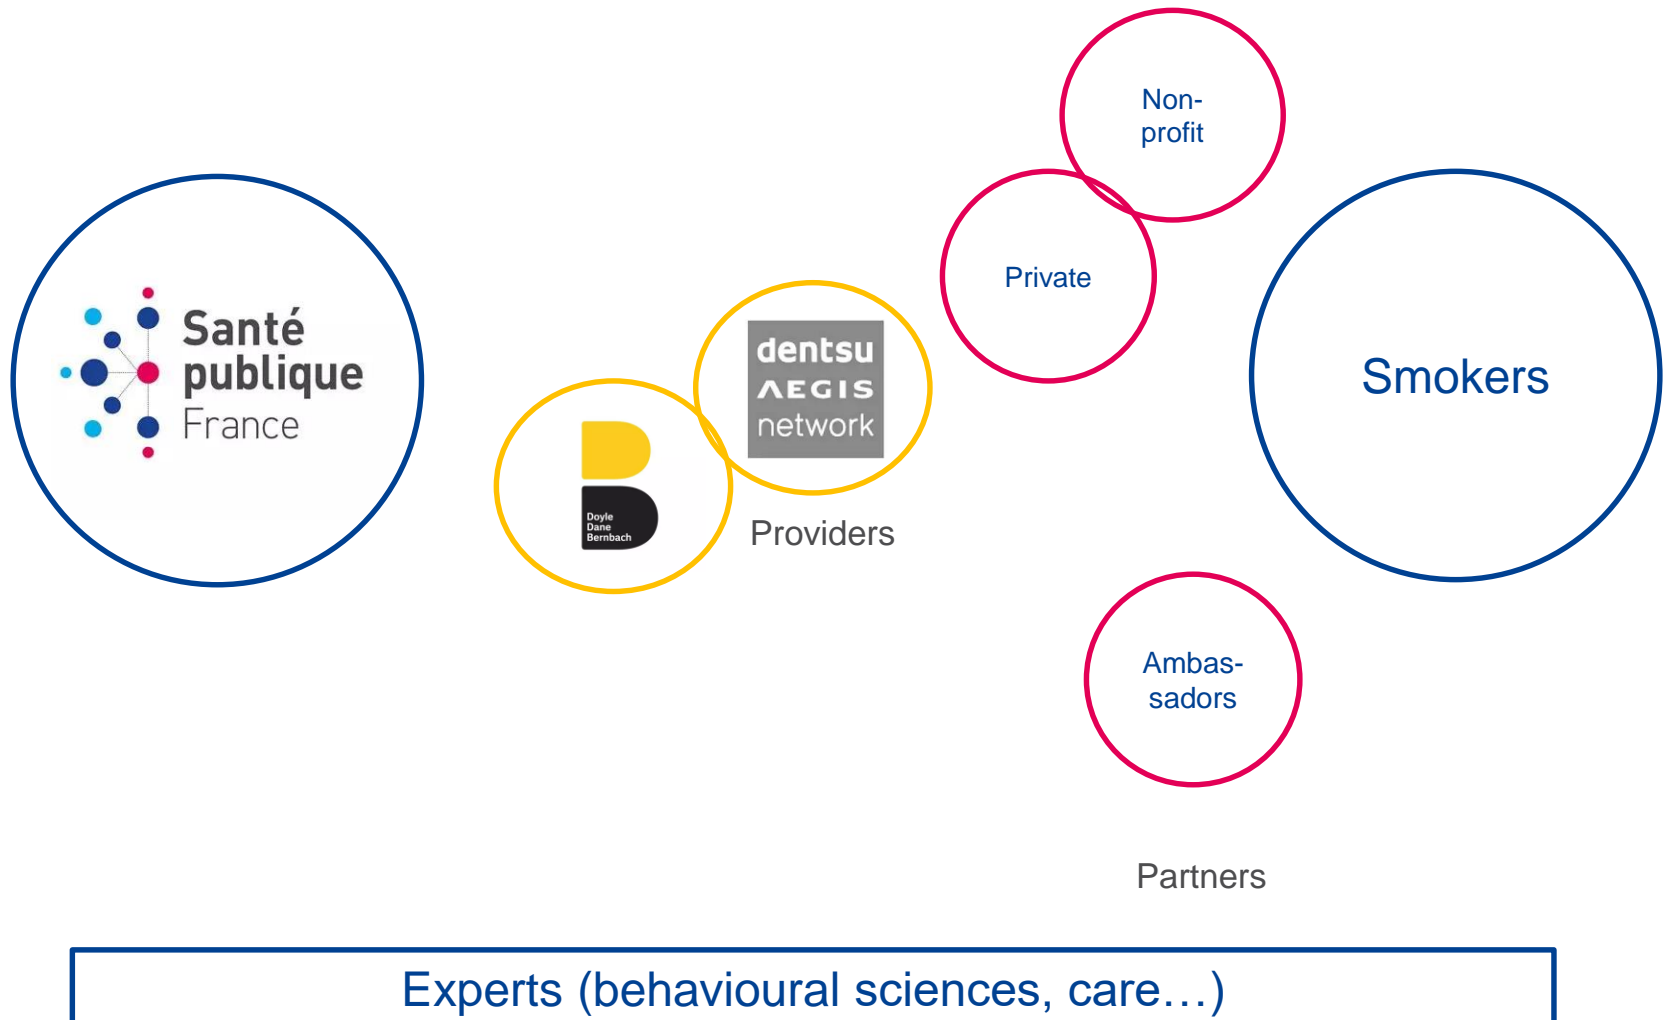 Non-
profit
Private
Santé
publique
France
dentsu
ΛEGIS
network
Smokers
Doyle
Dane
Bernbach
Providers
Ambas-
sadors
Partners
Experts (behavioural sciences, care…)